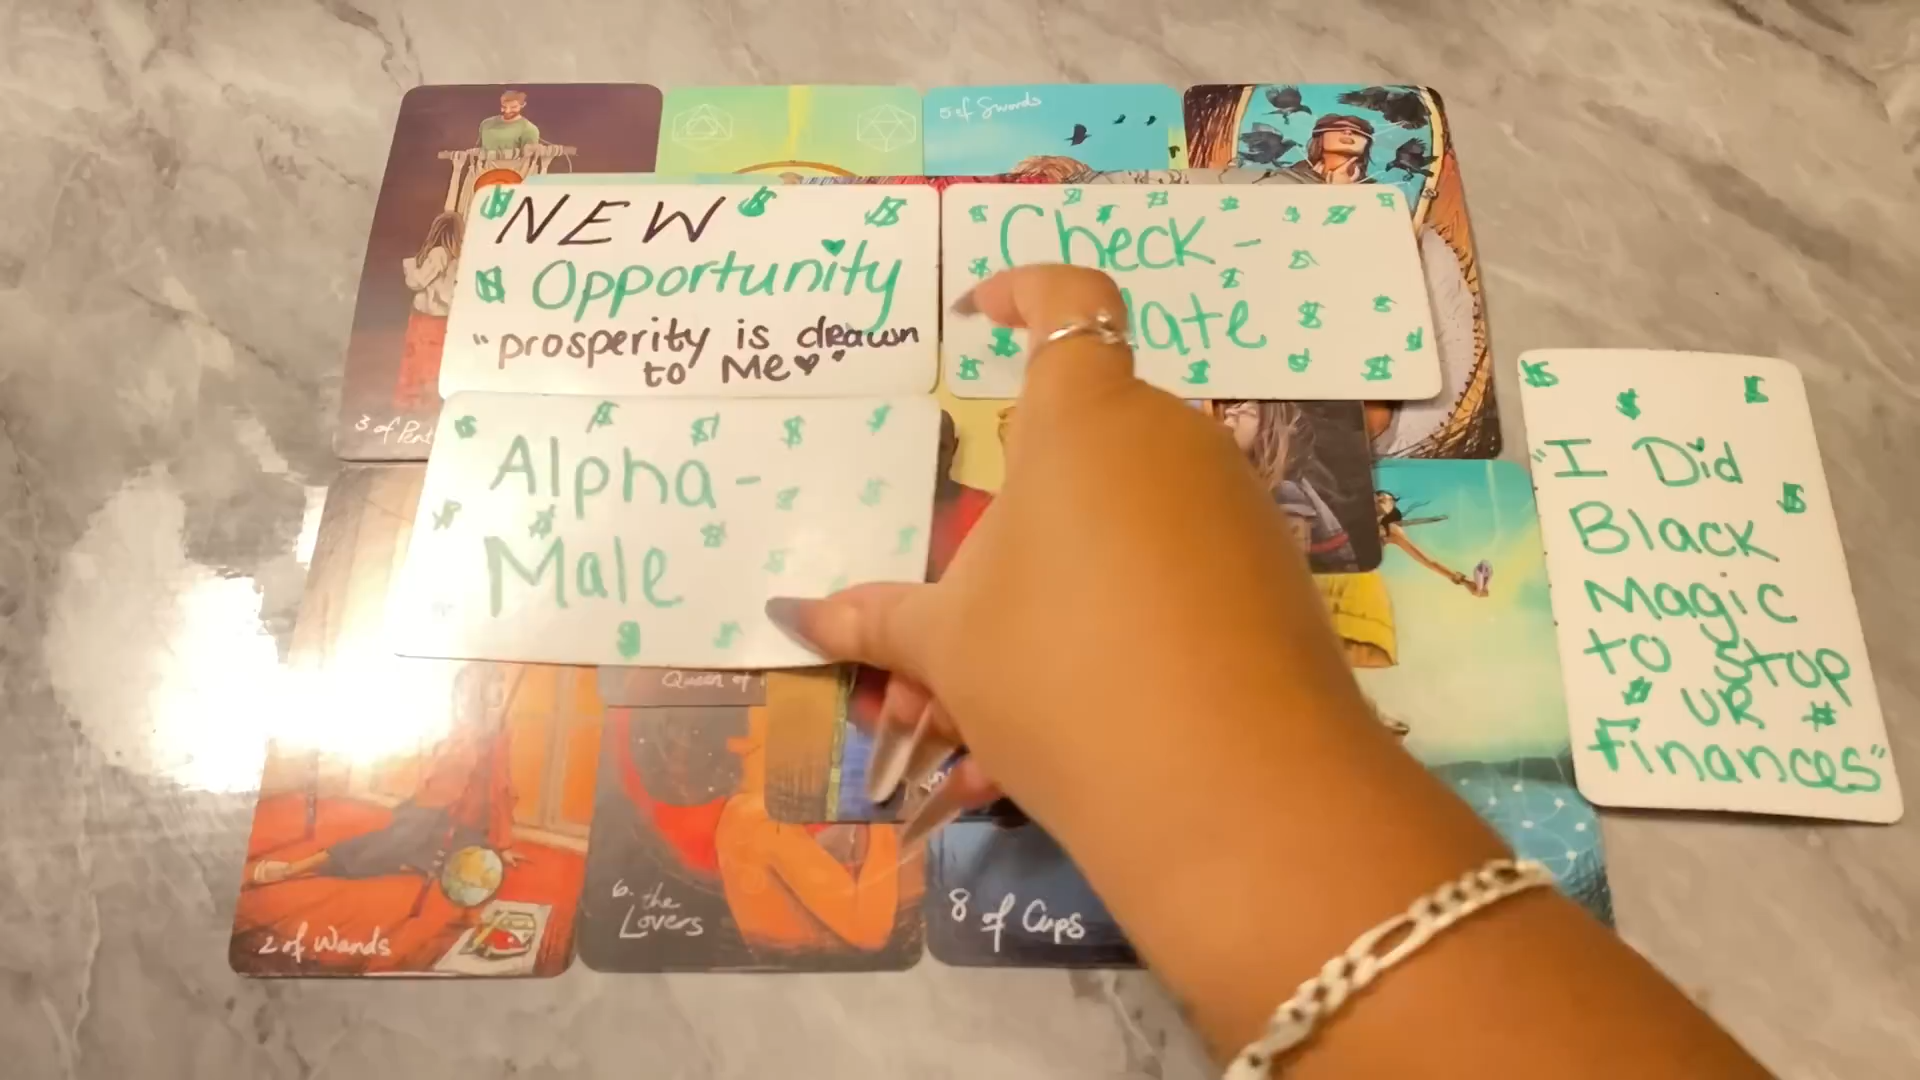 5 of Swords
NEW
Opportunity
"prosperity is drawn
to Me♥"
Check-
3 of Pent
Alpha-
Male
"I Did
Black
Magic
to stop
UR
Finances"
Queen of
2 of Wands
6. the
Lovers
8 of Cups